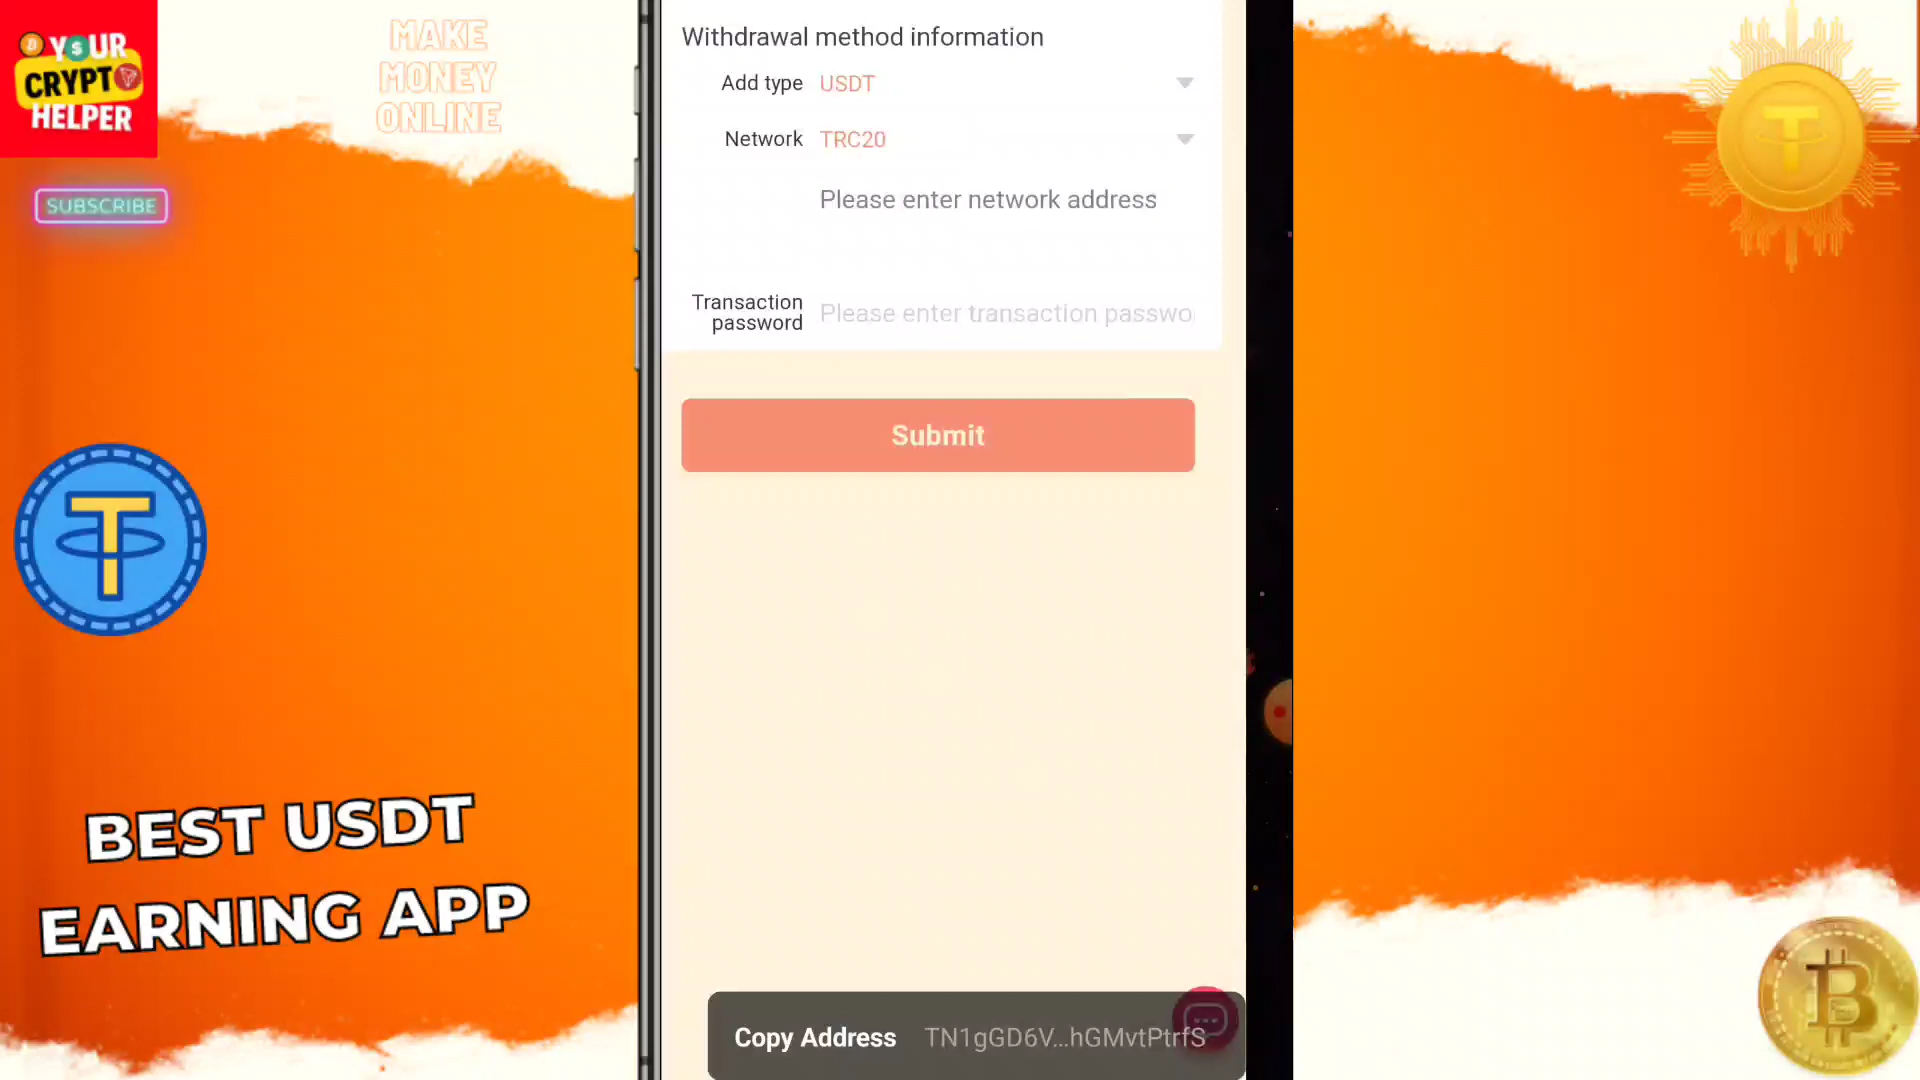 Y$UR
CRYPTO
HELPER
MAKE
MONEY
ONLINE
SUBSCRIBE
Withdrawal method information
Add type USDT
Network TRC20
Please enter network address
Transaction
password
Please enter transaction passwo
Submit
BEST USDT
EARNING APP
Copy Address TN1gGD6V...hGMvtPtrfS